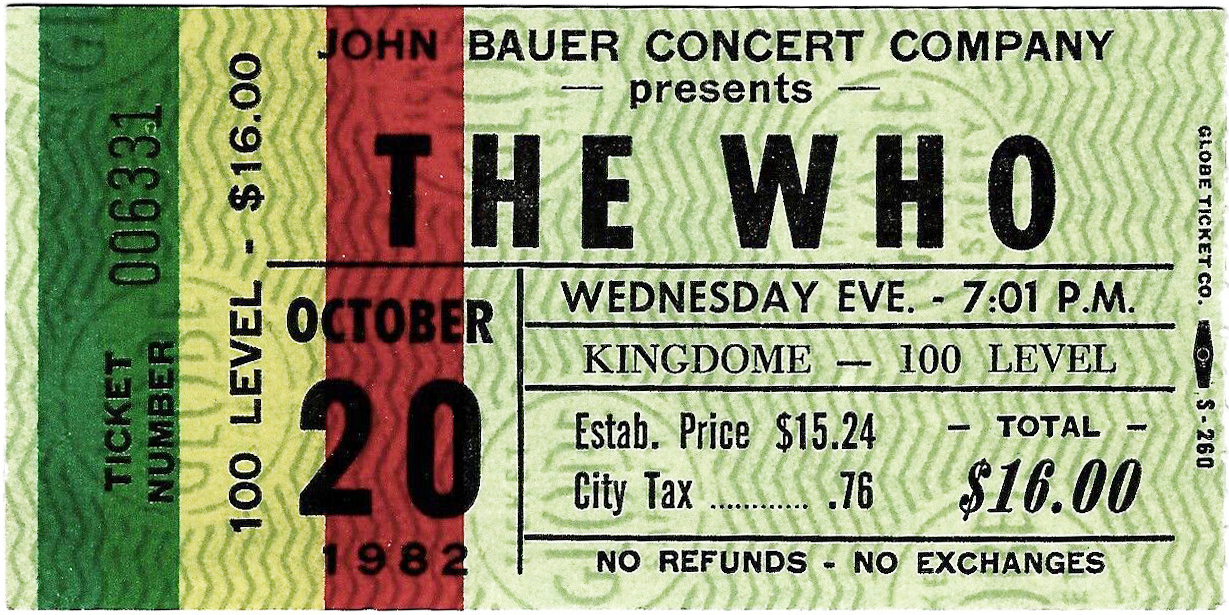 JOHN BAUER CONCERT COMPANY
— presents —
THE WHO
TICKET NUMBER 006331
100 LEVEL - $16.00
OCTOBER
20
1982
WEDNESDAY EVE. - 7:01 P.M.
KINGDOME — 100 LEVEL
Estab. Price $15.24
City Tax ............ .76
– TOTAL –
$16.00
NO REFUNDS - NO EXCHANGES
GLOBE TICKET CO. S-260